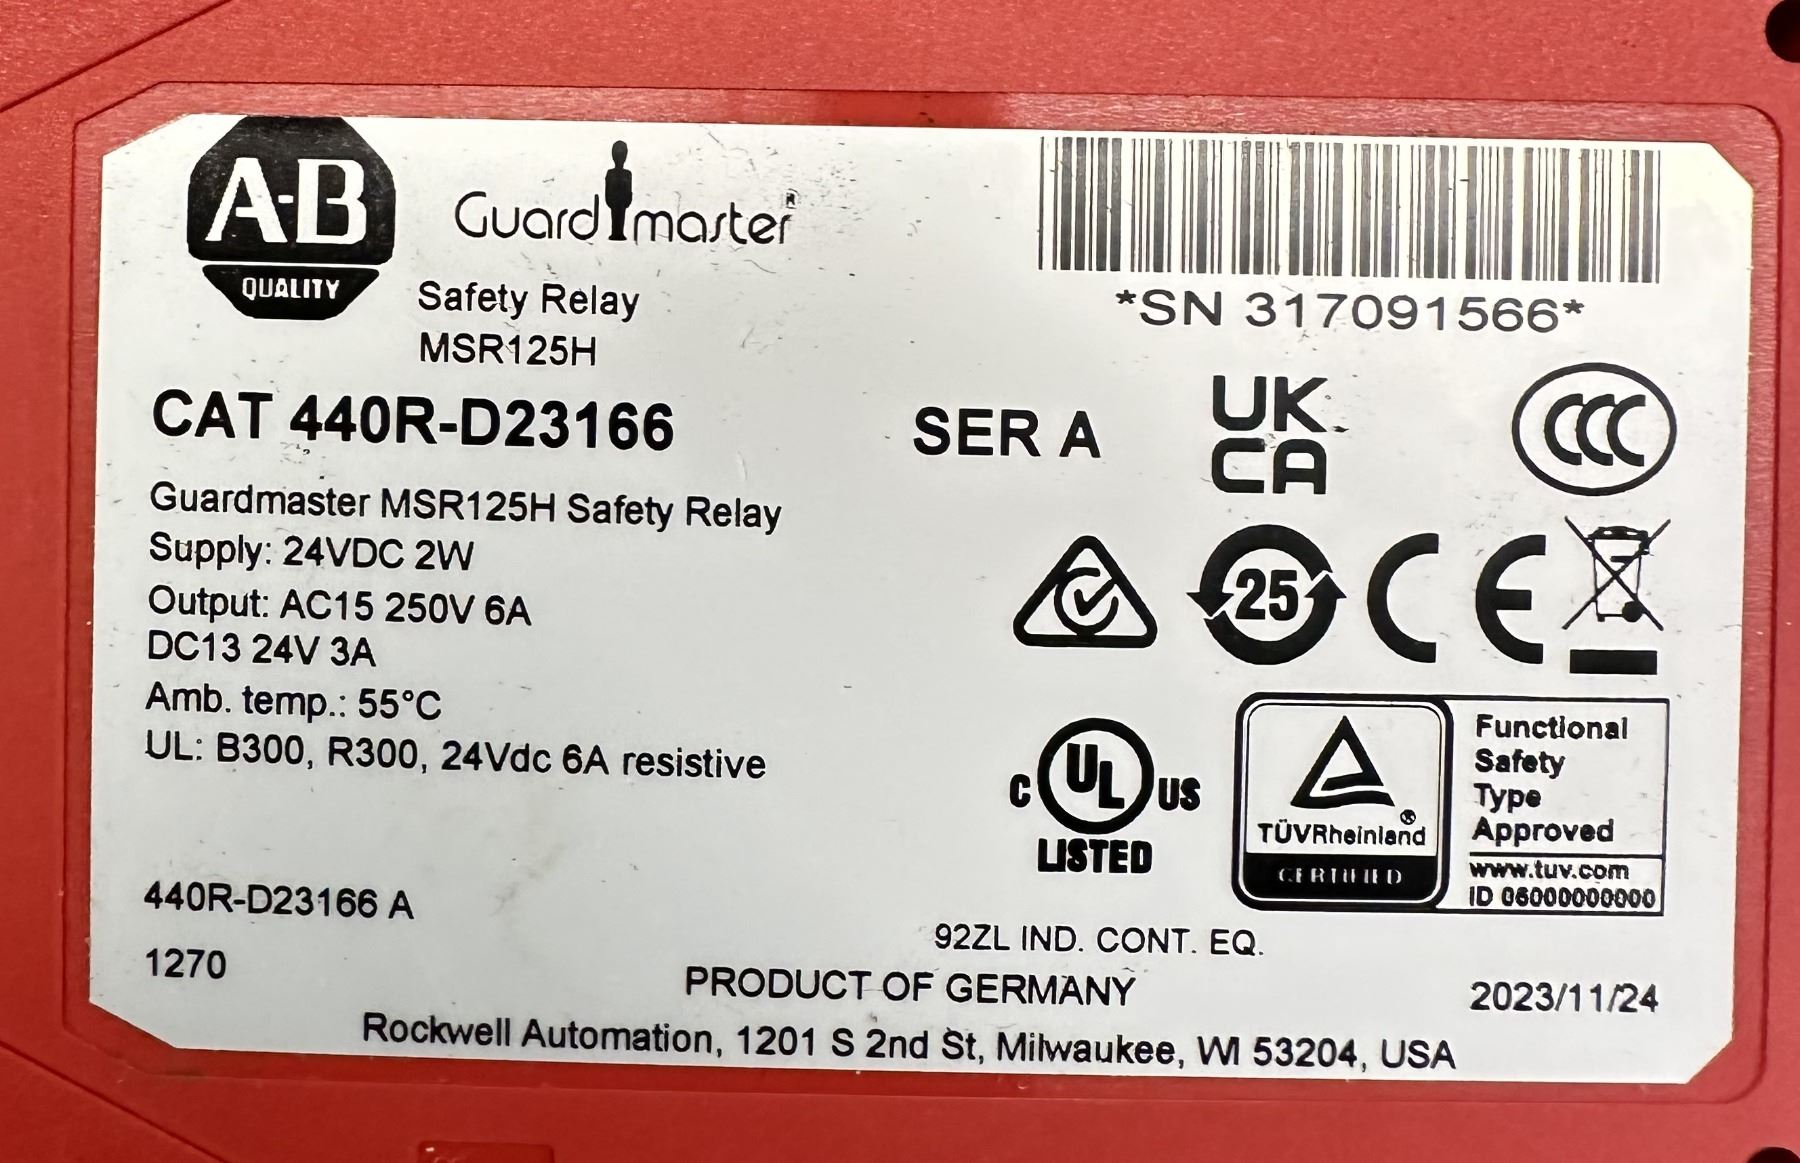 A-B
QUALITY
Guardmaster®
Safety Relay
MSR125H
*SN 317091566*
CAT 440R-D23166
SER A
UK
CA
CCC
Guardmaster MSR125H Safety Relay
Supply: 24VDC 2W
Output: AC15 250V 6A
DC13 24V 3A
Amb. temp.: 55°C
UL: B300, R300, 24Vdc 6A resistive
25
CE
C UL US
LISTED
TÜVRheinland®
CERTIFIED
Functional
Safety
Type
Approved
www.tuv.com
ID 06000000000
440R-D23166 A
1270
92ZL IND. CONT. EQ.
PRODUCT OF GERMANY
2023/11/24
Rockwell Automation, 1201 S 2nd St, Milwaukee, WI 53204, USA